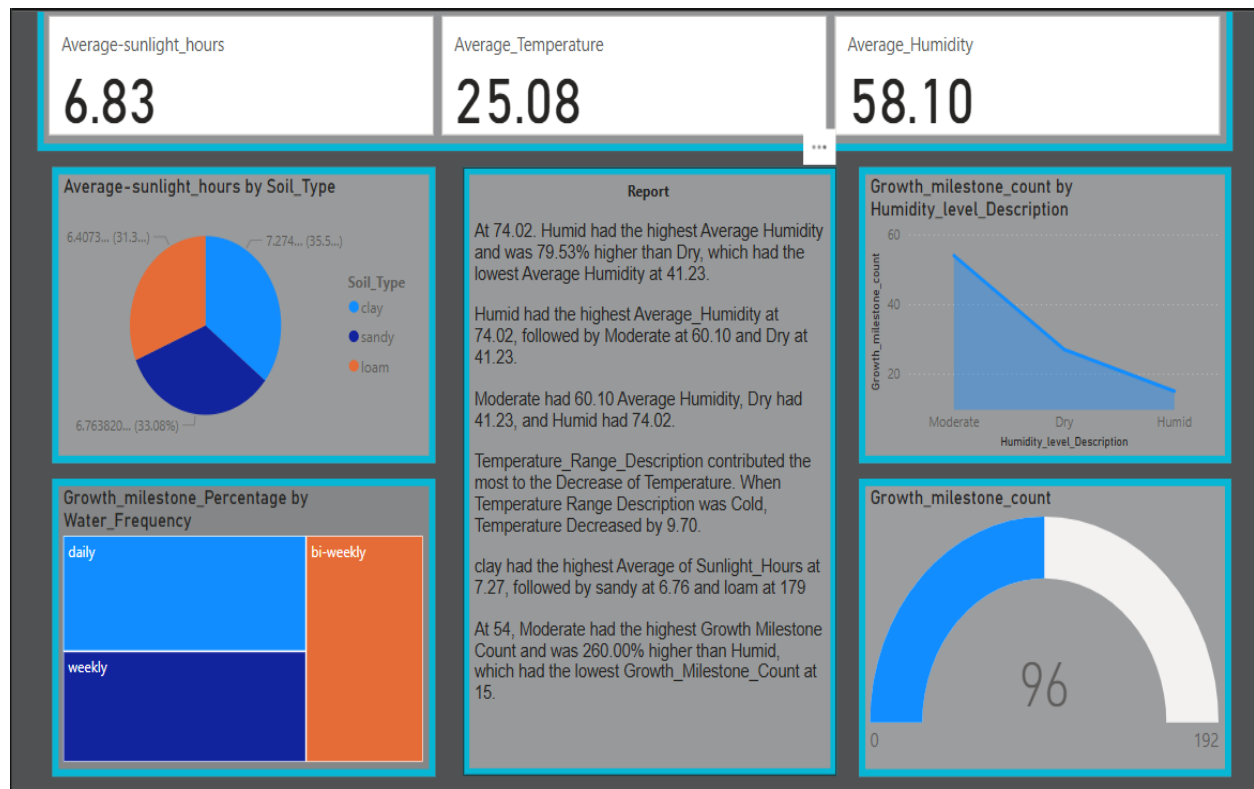 Average-sunlight_hours
6.83
Average_Temperature
25.08
Average_Humidity
58.10
Average-sunlight_hours by Soil_Type
6.4073... (31.3...)
7.274... (35.5...)
6.763820... (33.08%)
Soil_Type
clay
sandy
loam
Report
At 74.02. Humid had the highest Average Humidity
and was 79.53% higher than Dry, which had the
lowest Average Humidity at 41.23.
Humid had the highest Average_Humidity at
74.02, followed by Moderate at 60.10 and Dry at
41.23.
Moderate had 60.10 Average Humidity, Dry had
41.23, and Humid had 74.02.
Temperature_Range_Description contributed the
most to the Decrease of Temperature. When
Temperature Range Description was Cold,
Temperature Decreased by 9.70.
clay had the highest Average of Sunlight_Hours at
7.27, followed by sandy at 6.76 and loam at 179
At 54, Moderate had the highest Growth Milestone
Count and was 260.00% higher than Humid,
which had the lowest Growth_Milestone_Count at
15.
Growth_milestone_count by
Humidity_level_Description
Growth_milestone_count
60
40
20
Moderate
Dry
Humid
Humidity_level_Description
Growth_milestone_Percentage by
Water_Frequency
daily
bi-weekly
weekly
Growth_milestone_count
96
0
192